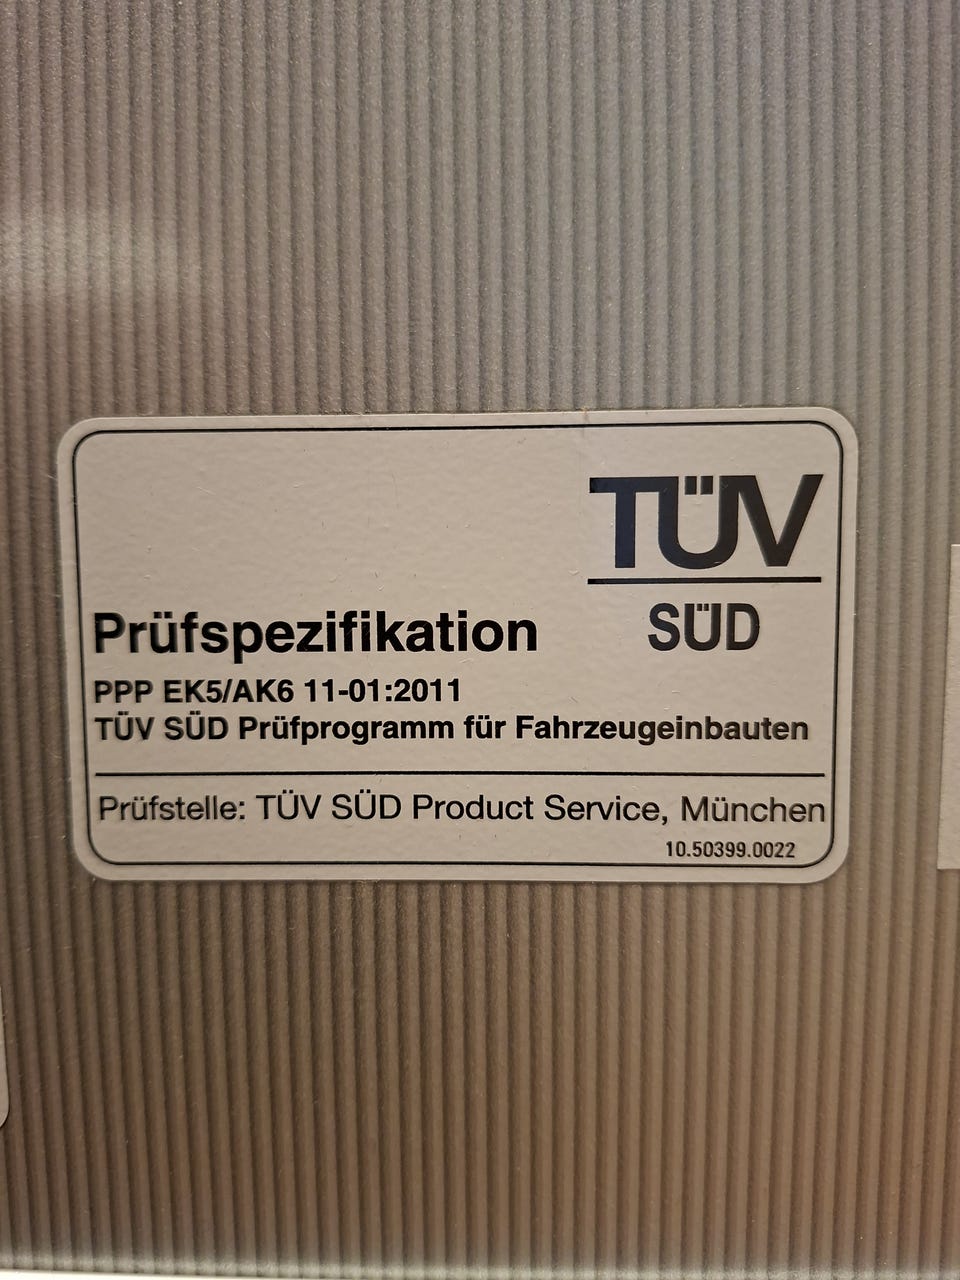 TÜV
SÜD
Prüfspezifikation
PPP EK5/AK6 11-01:2011
TÜV SÜD Prüfprogramm für Fahrzeugeinbauten
Prüfstelle: TÜV SÜD Product Service, München
10.50399.0022